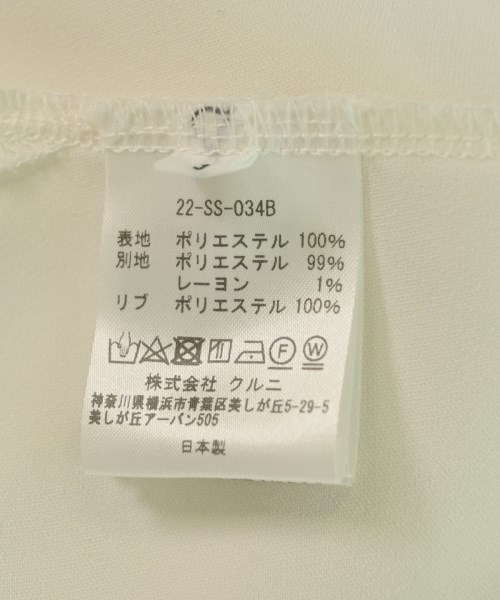 22-SS-034B
表地 ポリエステル 100%
別地 ポリエステル 99%
レーヨン 1%
リブ ポリエステル 100%
F W
株式会社 クルニ
神奈川県横浜市青葉区美しが丘5-29-5
美しが丘アーバン505
日本製